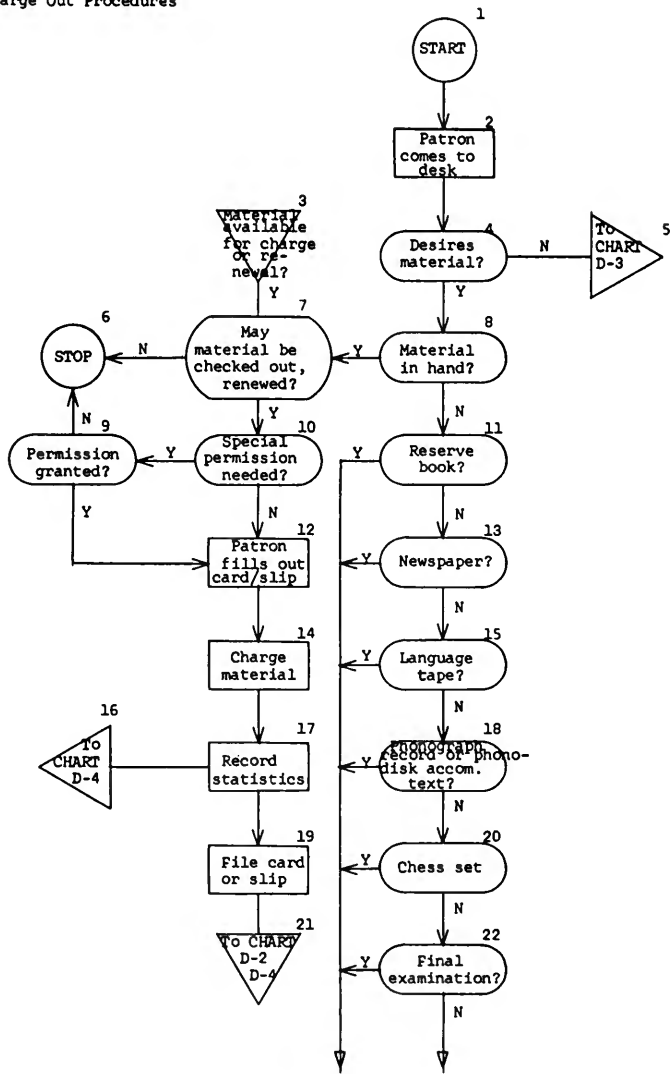 arge Out Procedures
1
START
2
Patron
comes to
desk
3
Material
available
for charge
or re-
newal?
Y
4
Desires
material?
N
Y
5
To
CHART
D-3
6
STOP
N
7
May
material be
checked out,
renewed?
Y
Y
8
Material
in hand?
N
N
9
Permission
granted?
Y
Y
10
Special
permission
needed?
N
Y
11
Reserve
book?
N
12
Patron
fills out
card/slip
Y
13
Newspaper?
N
14
Charge
material
Y
15
Language
tape?
N
16
To
CHART
D-4
17
Record
statistics
Y
18
Phonograph
record or phono-
disk accom.
text?
N
19
File card
or slip
Y
20
Chess set
N
21
To CHART
D-2
D-4
Y
22
Final
examination?
N